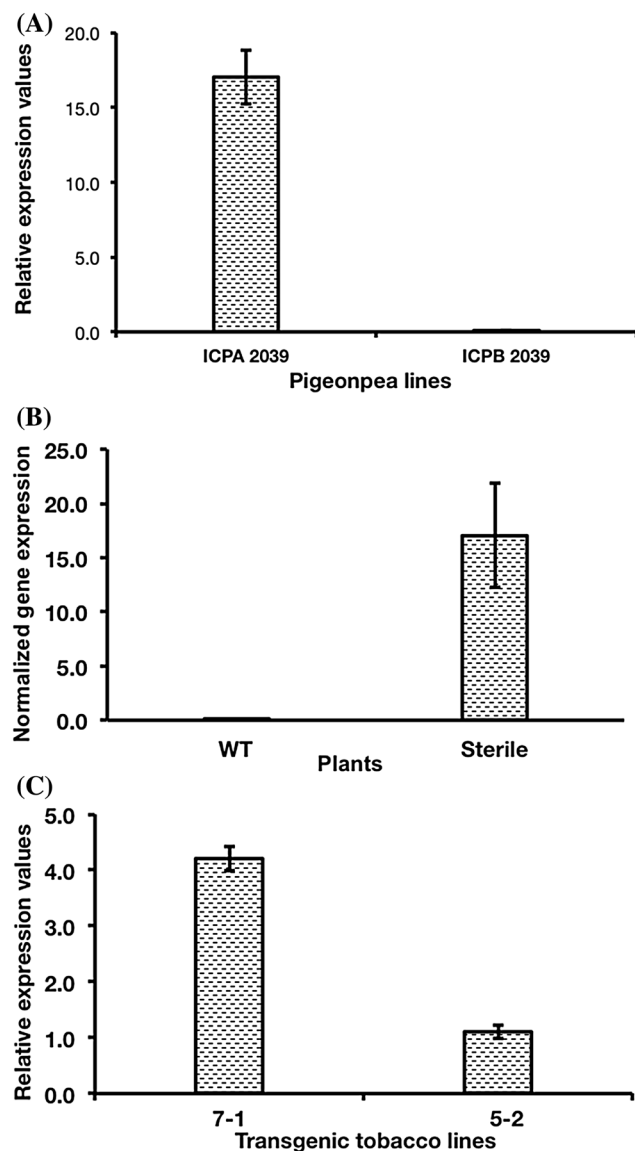 (A)
Relative expression values
20.0
15.0
10.0
5.0
0.0
ICPA 2039 ICPB 2039
Pigeonpea lines
(B)
Normalized gene expression
25.0
20.0
15.0
10.0
5.0
0.0
WT Sterile
Plants
(C)
Relative expression values
5.0
4.0
3.0
2.0
1.0
0.0
7-1 5-2
Transgenic tobacco lines